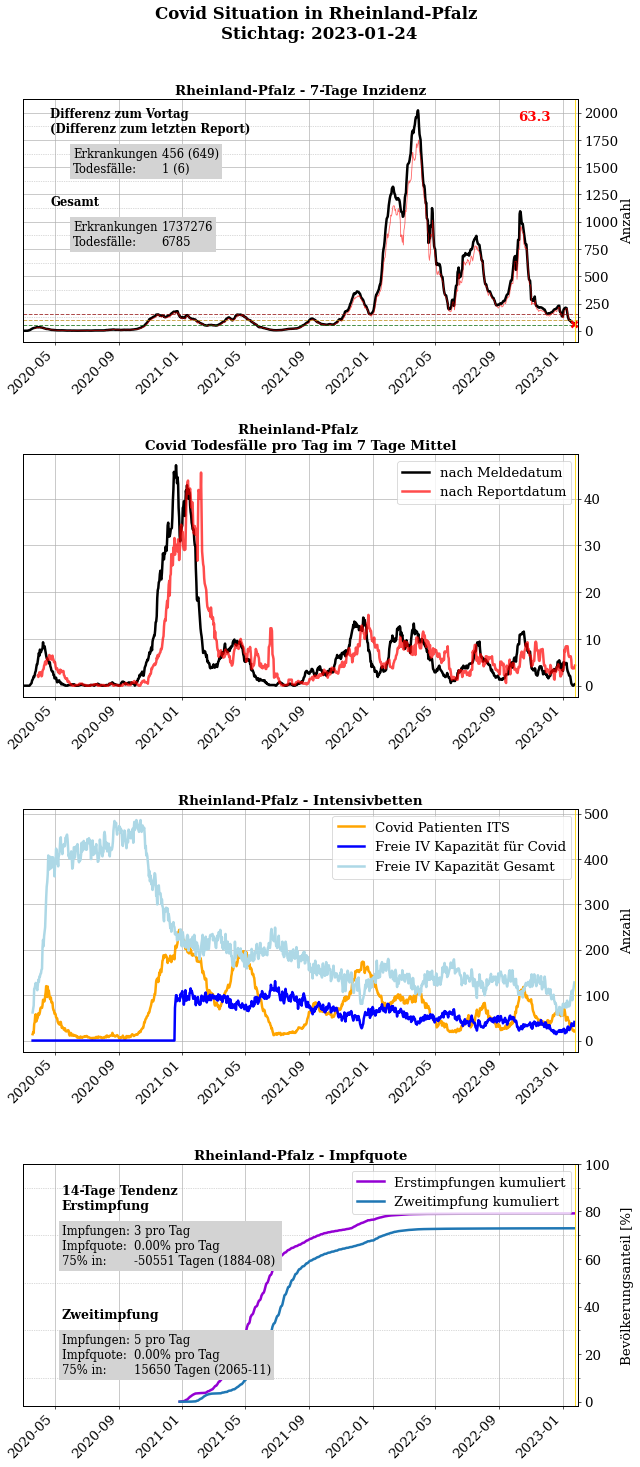 Covid Situation in Rheinland-Pfalz
Stichtag: 2023-01-24
Rheinland-Pfalz - 7-Tage Inzidenz
Differenz zum Vortag
(Differenz zum letzten Report)
Erkrankungen 456 (649)
Todesfälle: 1 (6)
Gesamt
Erkrankungen 1737276
Todesfälle: 6785
63.3
2000
1750
1500
1250
1000
750
500
250
0
Anzahl
2020-05
2020-09
2021-01
2021-05
2021-09
2022-01
2022-05
2022-09
2023-01
Rheinland-Pfalz
Covid Todesfälle pro Tag im 7 Tage Mittel
nach Meldedatum
nach Reportdatum
40
30
20
10
0
2020-05
2020-09
2021-01
2021-05
2021-09
2022-01
2022-05
2022-09
2023-01
Rheinland-Pfalz - Intensivbetten
Covid Patienten ITS
Freie IV Kapazität für Covid
Freie IV Kapazität Gesamt
500
400
300
200
100
0
Anzahl
2020-05
2020-09
2021-01
2021-05
2021-09
2022-01
2022-05
2022-09
2023-01
Rheinland-Pfalz - Impfquote
14-Tage Tendenz
Erstimpfung
Impfungen: 3 pro Tag
Impfquote: 0.00% pro Tag
75% in: -50551 Tagen (1884-08)
Zweitimpfung
Impfungen: 5 pro Tag
Impfquote: 0.00% pro Tag
75% in: 15650 Tagen (2065-11)
Erstimpfungen kumuliert
Zweitimpfung kumuliert
100
80
60
40
20
0
Bevölkerungsanteil [%]
2020-05
2020-09
2021-01
2021-05
2021-09
2022-01
2022-05
2022-09
2023-01